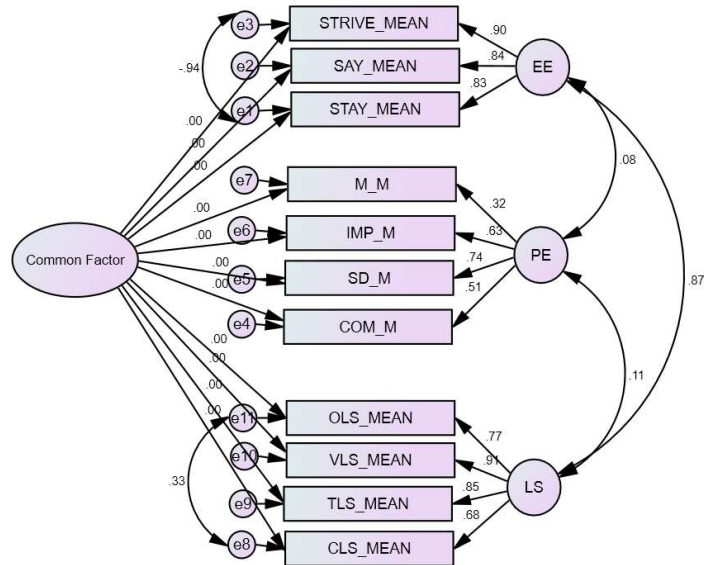 e3
STRIVE_MEAN
.90
e2
SAY_MEAN
.84
EE
-.94
e1
STAY_MEAN
.83
.00
.00
.00
.08
e7
M_M
.00
.32
e6
IMP_M
.63
.00
PE
Common Factor
.74
.00
e5
SD_M
.87
.00
.51
e4
COM_M
.00
.00
.11
.00
.00
e11
OLS_MEAN
.77
e10
VLS_MEAN
.91
.33
LS
e9
TLS_MEAN
.85
.68
e8
CLS_MEAN